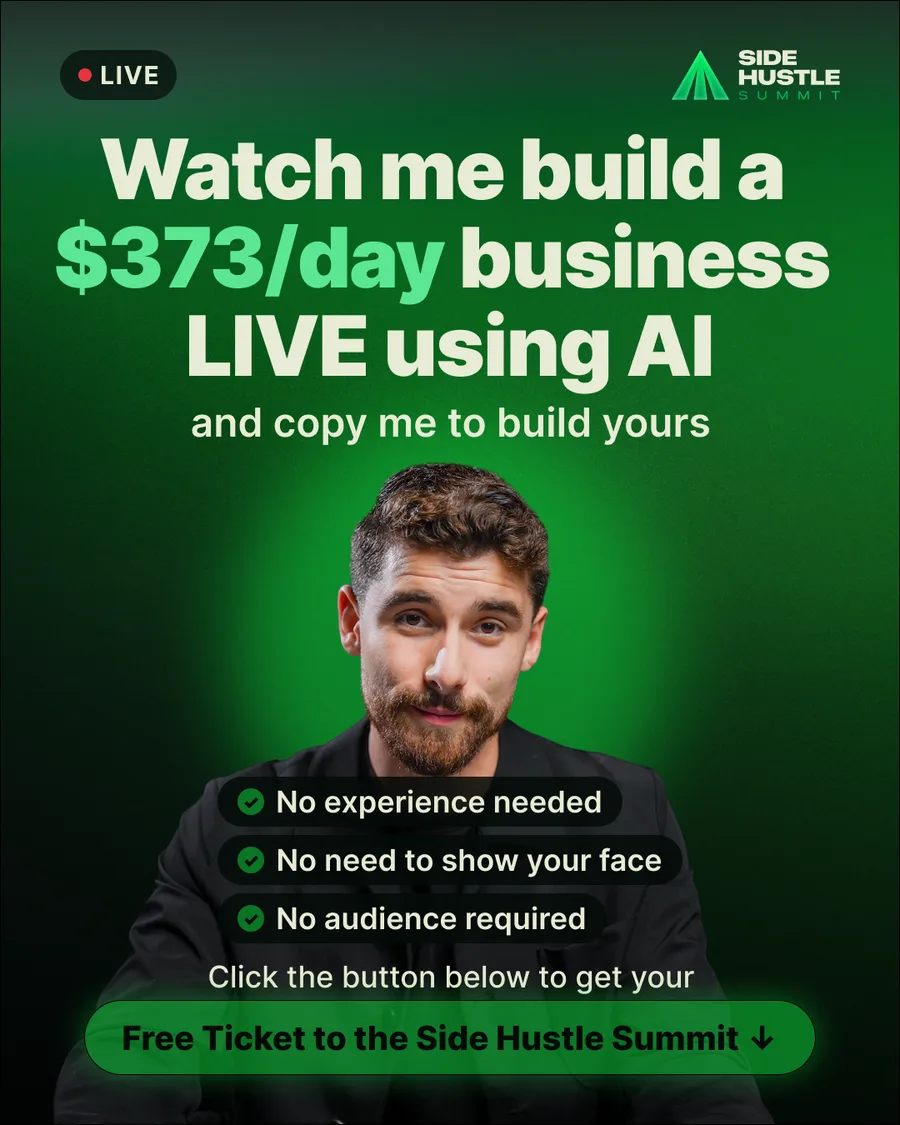 LIVE
SIDE
HUSTLE
SUMMIT
Watch me build a
$373/day business
LIVE using AI
and copy me to build yours
No experience needed
No need to show your face
No audience required
Click the button below to get your
Free Ticket to the Side Hustle Summit ↓